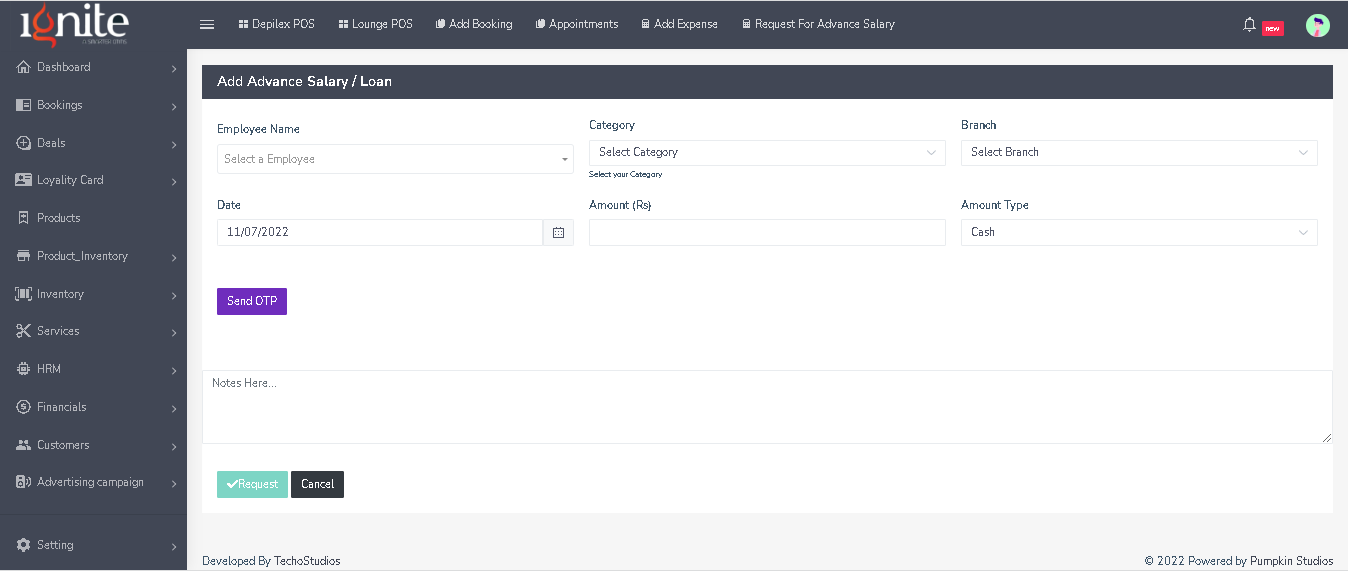 ignite
Depilex POS Lounge POS Add Booking Appointments Add Expense Request For Advance Salary new
Dashboard
Bookings
Deals
Loyality Card
Products
Product_Inventory
Inventory
Services
HRM
Financials
Customers
Advertising campaign
Setting
Add Advance Salary / Loan
Employee Name Category Branch
Select a Employee Select Category Select Branch
Select your Category
Date Amount (Rs) Amount Type
11/07/2022 Cash
Send OTP
Notes Here...
Request Cancel
Developed By TechoStudios © 2022 Powered by Pumpkin Studios